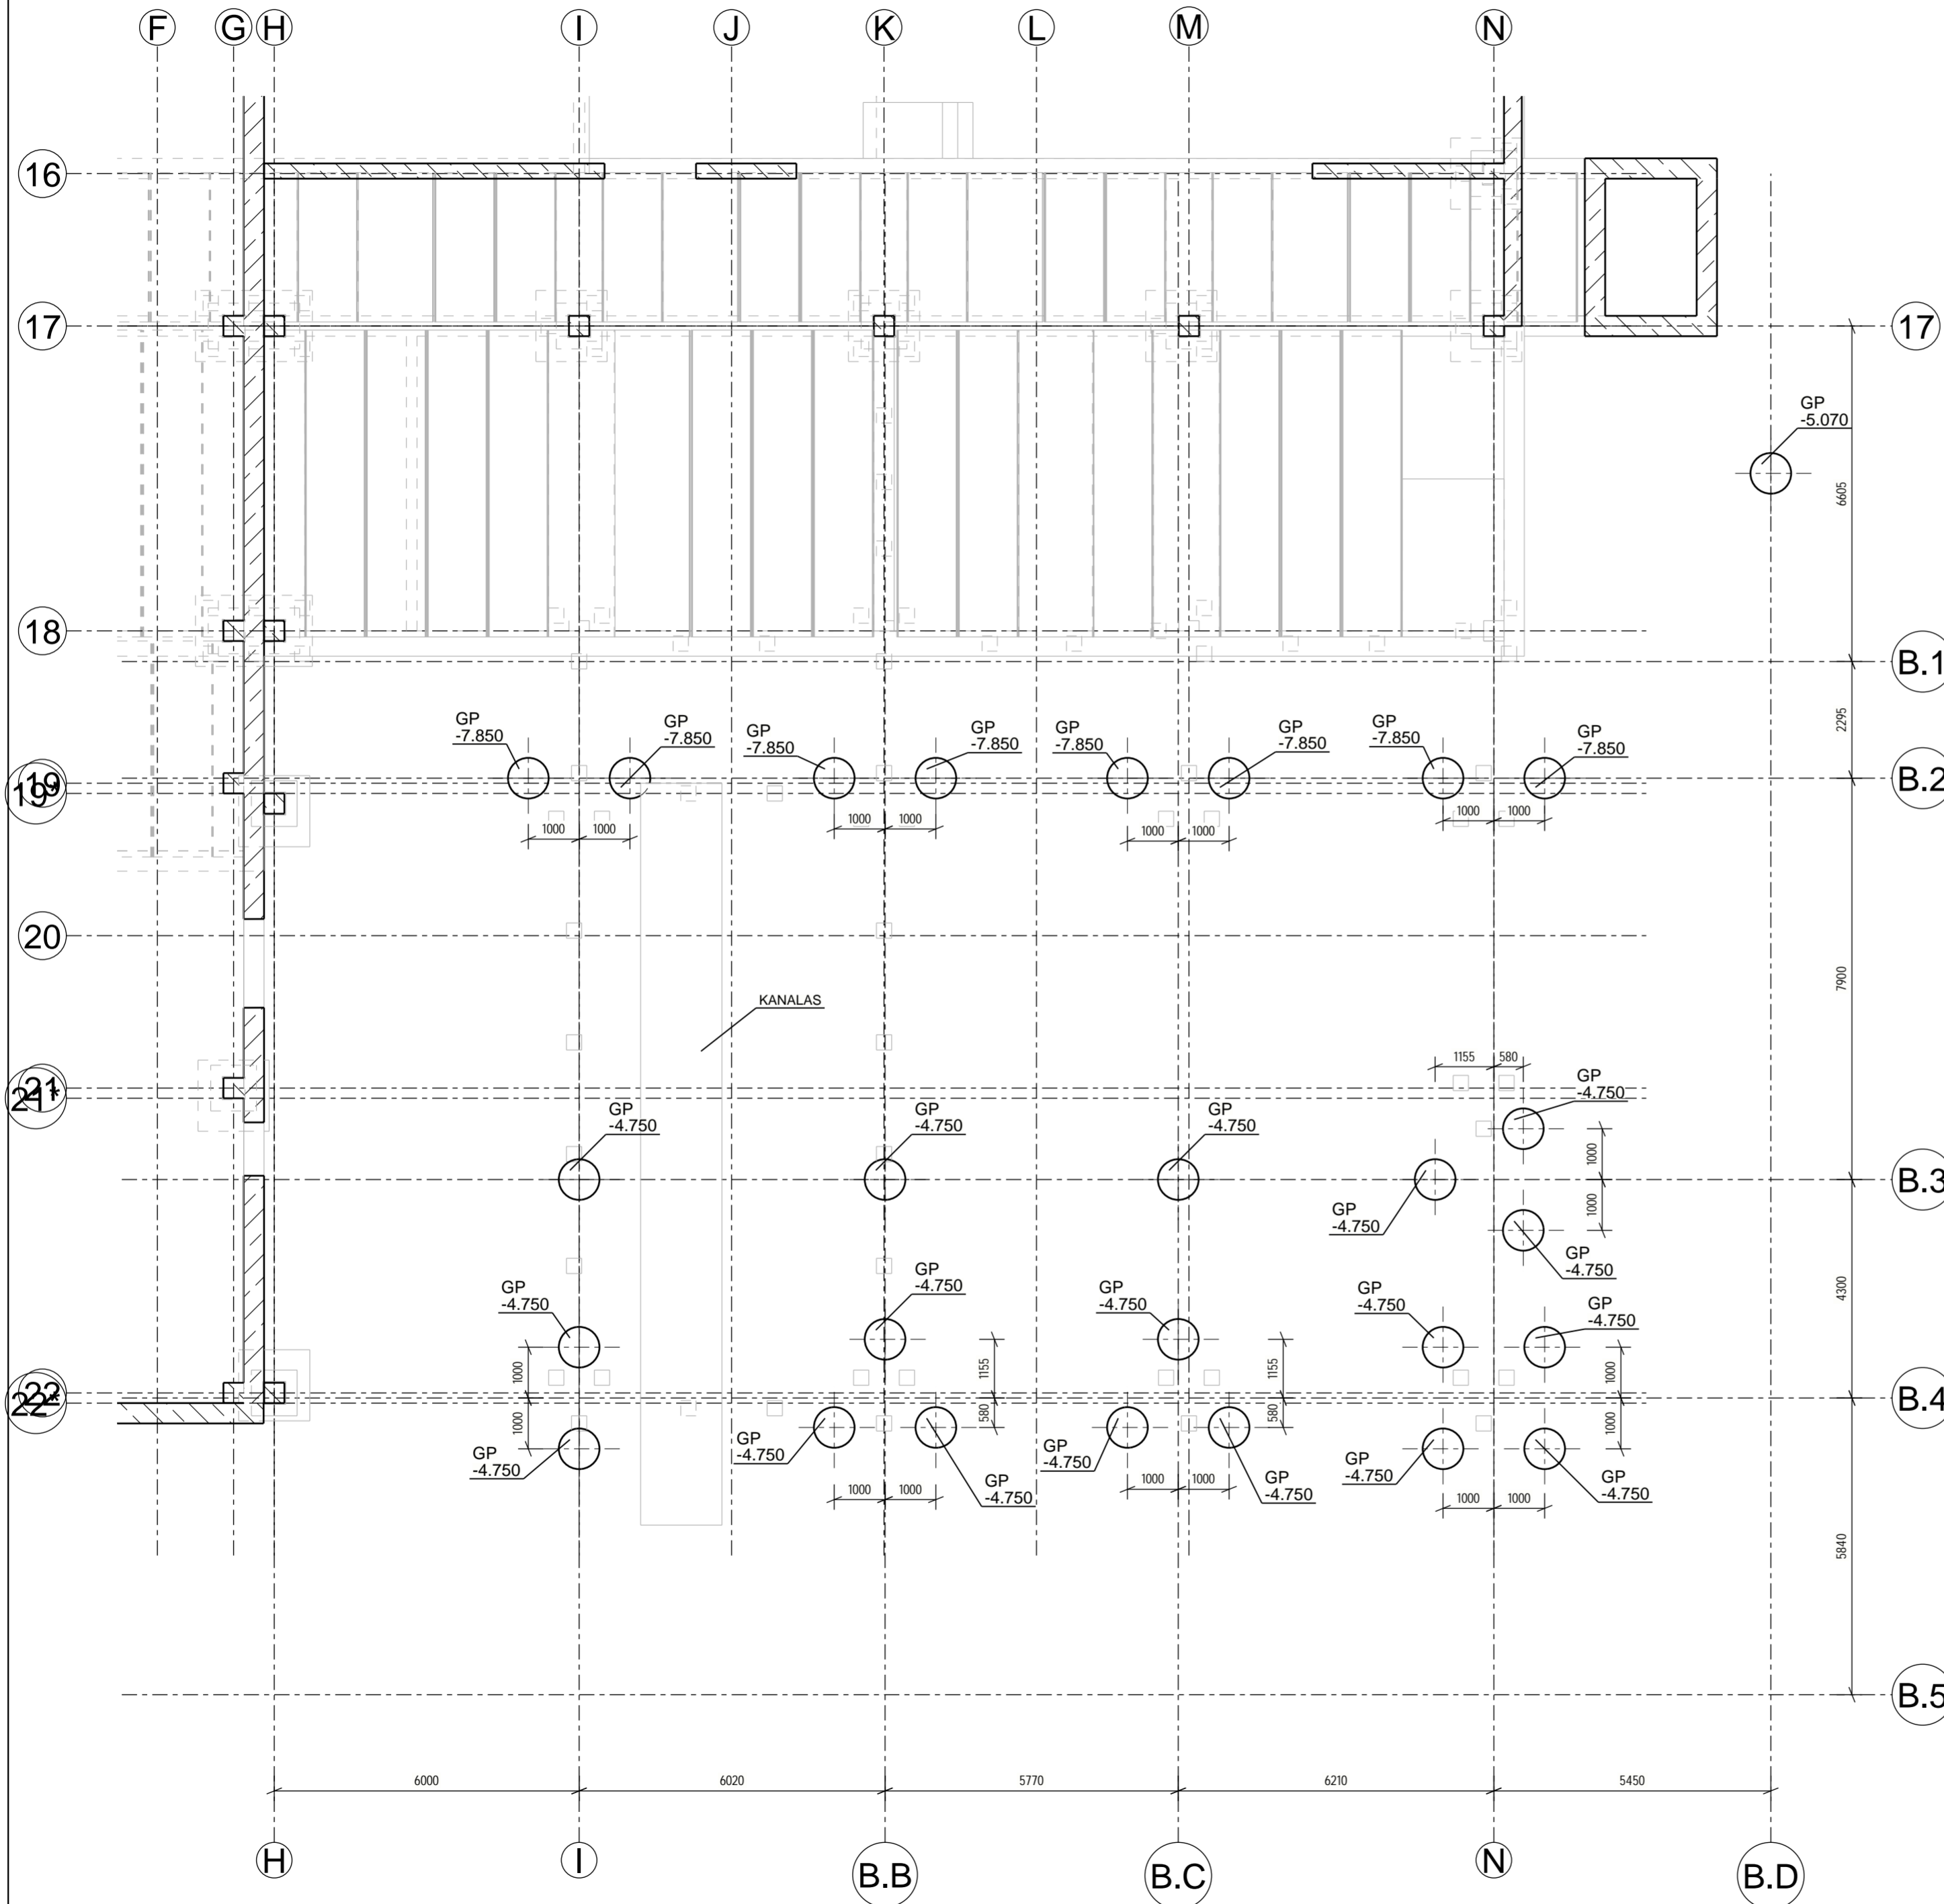 F G H I J K L M N
16
17 17
GP
-5.070
6605
18
B.1
2295
GP
-7.850
GP
-7.850
GP
-7.850
GP
-7.850
GP
-7.850
GP
-7.850
GP
-7.850
GP
-7.850
19
19*
B.2
1000 1000
1000 1000
1000 1000
1000 1000
20
7900
KANALAS
1155 580
21
21*
GP
-4.750
GP
-4.750
GP
-4.750
GP
-4.750
1000
1000
B.3
GP
-4.750
GP
-4.750
4300
GP
-4.750
GP
-4.750
GP
-4.750
GP
-4.750
GP
-4.750
1000
1000
1155
580
1155
580
1000
1000
22
22*
B.4
GP
-4.750
GP
-4.750
GP
-4.750
GP
-4.750
GP
-4.750
GP
-4.750
GP
-4.750
1000 1000
1000 1000
1000 1000
5840
B.5
6000 6020 5770 6210 5450
H I B.B B.C N B.D